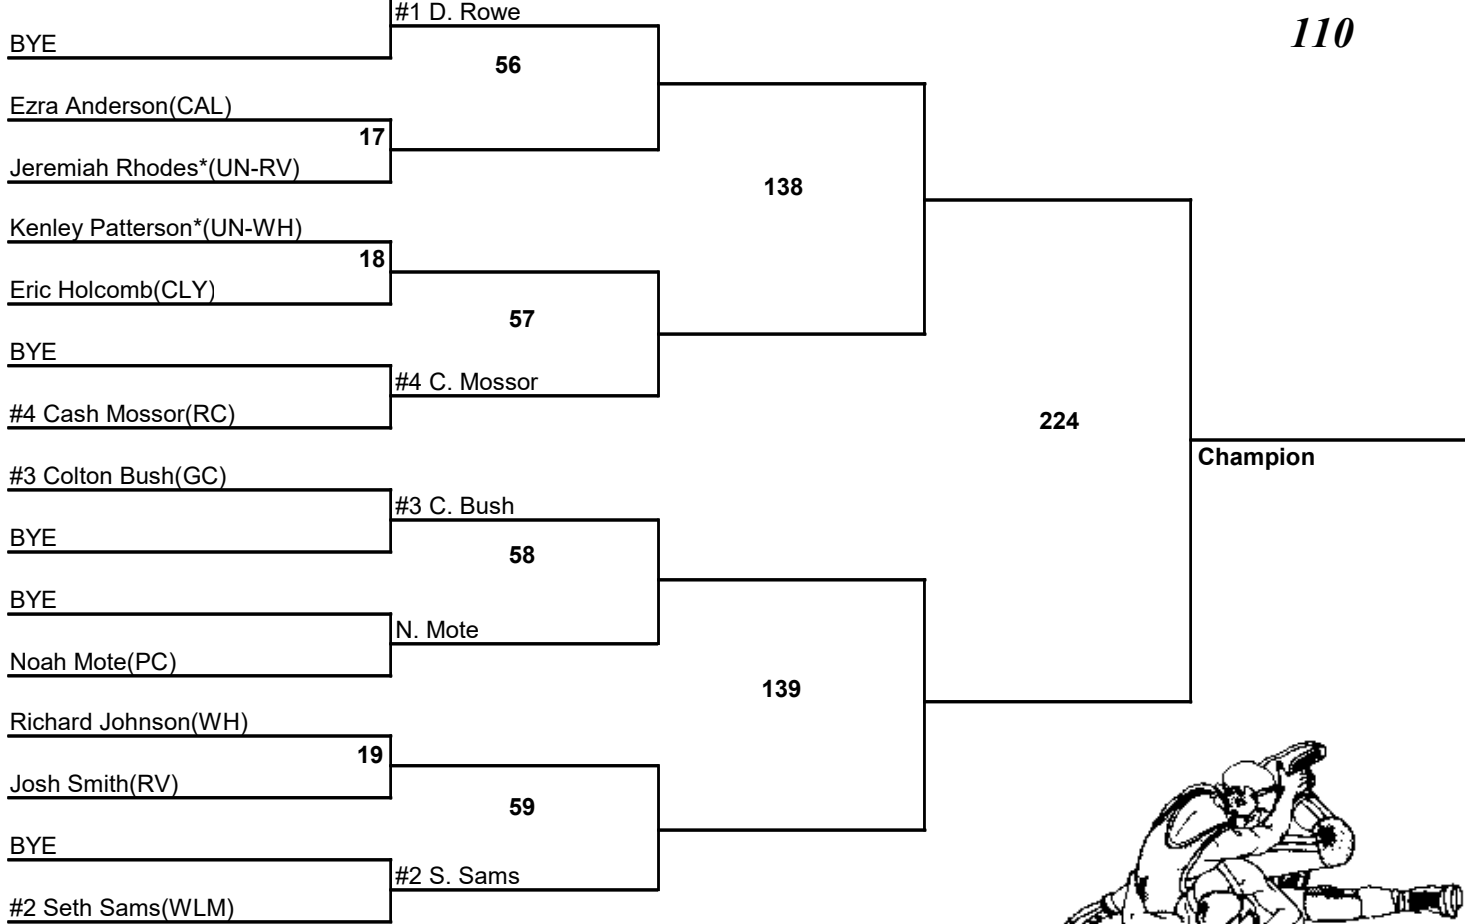 #1 D. Rowe
110
BYE
56
Ezra Anderson(CAL)
17
Jeremiah Rhodes*(UN-RV)
138
Kenley Patterson*(UN-WH)
18
Eric Holcomb(CLY)
57
BYE
#4 C. Mossor
#4 Cash Mossor(RC)
224
Champion
#3 Colton Bush(GC)
#3 C. Bush
BYE
58
BYE
N. Mote
Noah Mote(PC)
139
Richard Johnson(WH)
19
Josh Smith(RV)
59
BYE
#2 S. Sams
#2 Seth Sams(WLM)